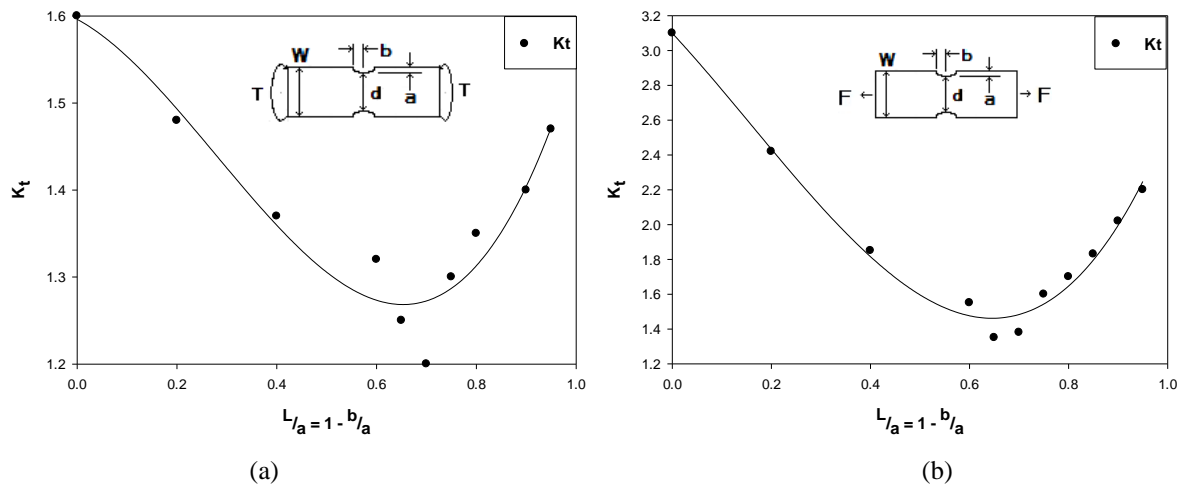 1.6
1.5
1.4
1.3
1.2
K_t
0.0 0.2 0.4 0.6 0.8 1.0
L/a = 1 - b/a
Kt
W
b
T
d
a
T
(a)
3.2
3.0
2.8
2.6
2.4
2.2
2.0
1.8
1.6
1.4
1.2
K_t
0.0 0.2 0.4 0.6 0.8 1.0
L/a = 1 - b/a
Kt
W
b
F
d
a
F
(b)